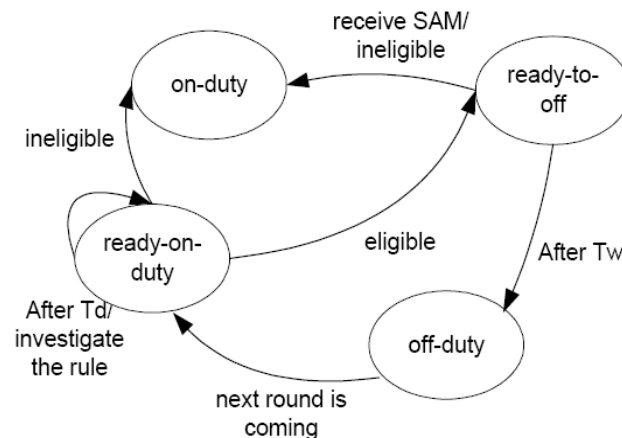 receive SAM/
ineligible
on-duty
ready-to-
off
ineligible
ready-on-
duty
eligible
After Tw
After Td/
investigate
the rule
off-duty
next round is
coming